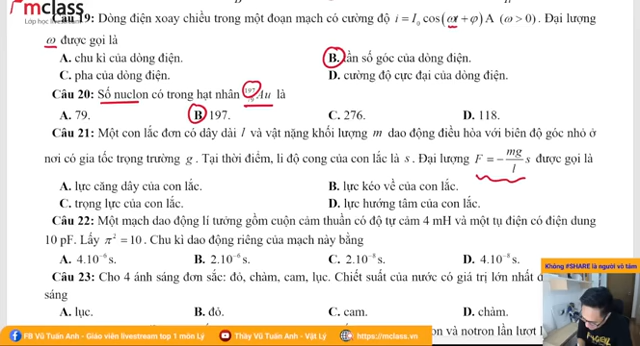 mclass
Câu 19: Dòng điện xoay chiều trong một đoạn mạch có cường độ i = I₀ cos(ωt + φ) A (ω > 0). Đại lượng
Lớp học
ω được gọi là
A. chu kì của dòng điện. B. tần số góc của dòng điện.
C. pha của dòng điện. D. cường độ cực đại của dòng điện.
Câu 20: Số nuclon có trong hạt nhân ¹⁹⁷₇₉Au là
A. 79. B. 197. C. 276. D. 118.
Câu 21: Một con lắc đơn có dây dài l và vật nặng khối lượng m dao động điều hòa với biên độ góc nhỏ ở
nơi có gia tốc trọng trường g. Tại thời điểm, li độ cong của con lắc là s. Đại lượng F = −mg/l s được gọi là
A. lực căng dây của con lắc. B. lực kéo về của con lắc.
C. trọng lực của con lắc. D. lực hướng tâm của con lắc.
Câu 22: Một mạch dao động lí tưởng gồm cuộn cảm thuần có độ tự cảm 4 mH và một tụ điện có điện dung
10 pF. Lấy π² = 10. Chu kì dao động riêng của mạch này bằng
A. 4.10⁻⁶ s. B. 2.10⁻⁶ s. C. 2.10⁻⁸ s. D. 4.10⁻⁸ s.
Câu 23: Cho 4 ánh sáng đơn sắc: đỏ, chàm, cam, lục. Chiết suất của nước có giá trị lớn nhất
sáng
A. lục. B. đỏ. C. cam. D. chàm.
on và notron lần lượt
Không #SHARE là người vô tâm
FB Vũ Tuấn Anh - Giáo viên livestream top 1 môn Lý
Thầy Vũ Tuấn Anh - Vật Lý
https://mclass.vn